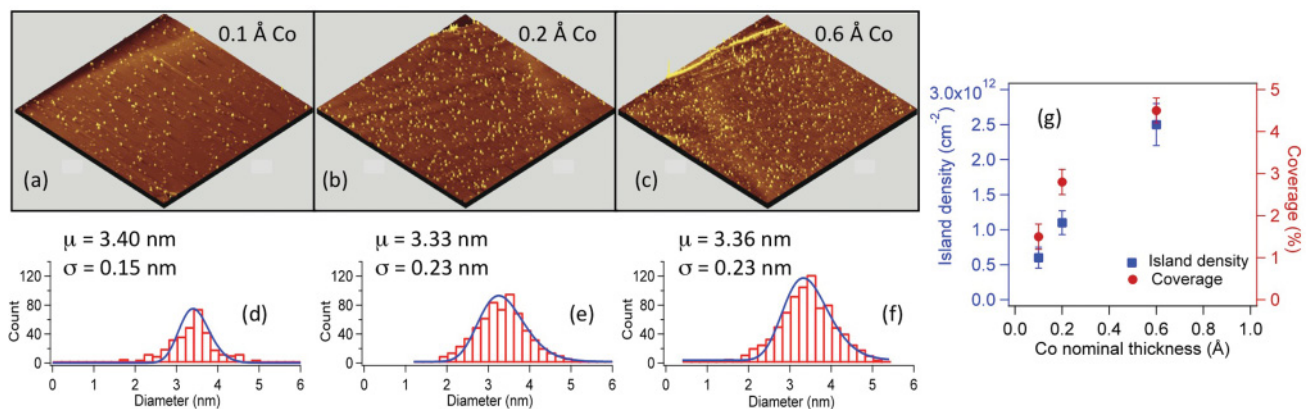 0.1 Å Co
(a)
0.2 Å Co
(b)
0.6 Å Co
(c)
μ = 3.40 nm
σ = 0.15 nm
(d)
Count
120
80
40
0
0 1 2 3 4 5 6
Diameter (nm)
μ = 3.33 nm
σ = 0.23 nm
(e)
Count
120
80
40
0
0 1 2 3 4 5 6
Diameter (nm)
μ = 3.36 nm
σ = 0.23 nm
(f)
Count
120
80
40
0
0 1 2 3 4 5 6
Diameter (nm)
(g)
Island density (cm⁻²)
3.0x10¹²
2.5
2.0
1.5
1.0
0.5
0.0
Coverage (%)
5
4
3
2
1
0
Island density
Coverage
0.0 0.2 0.4 0.6 0.8 1.0
Co nominal thickness (Å)